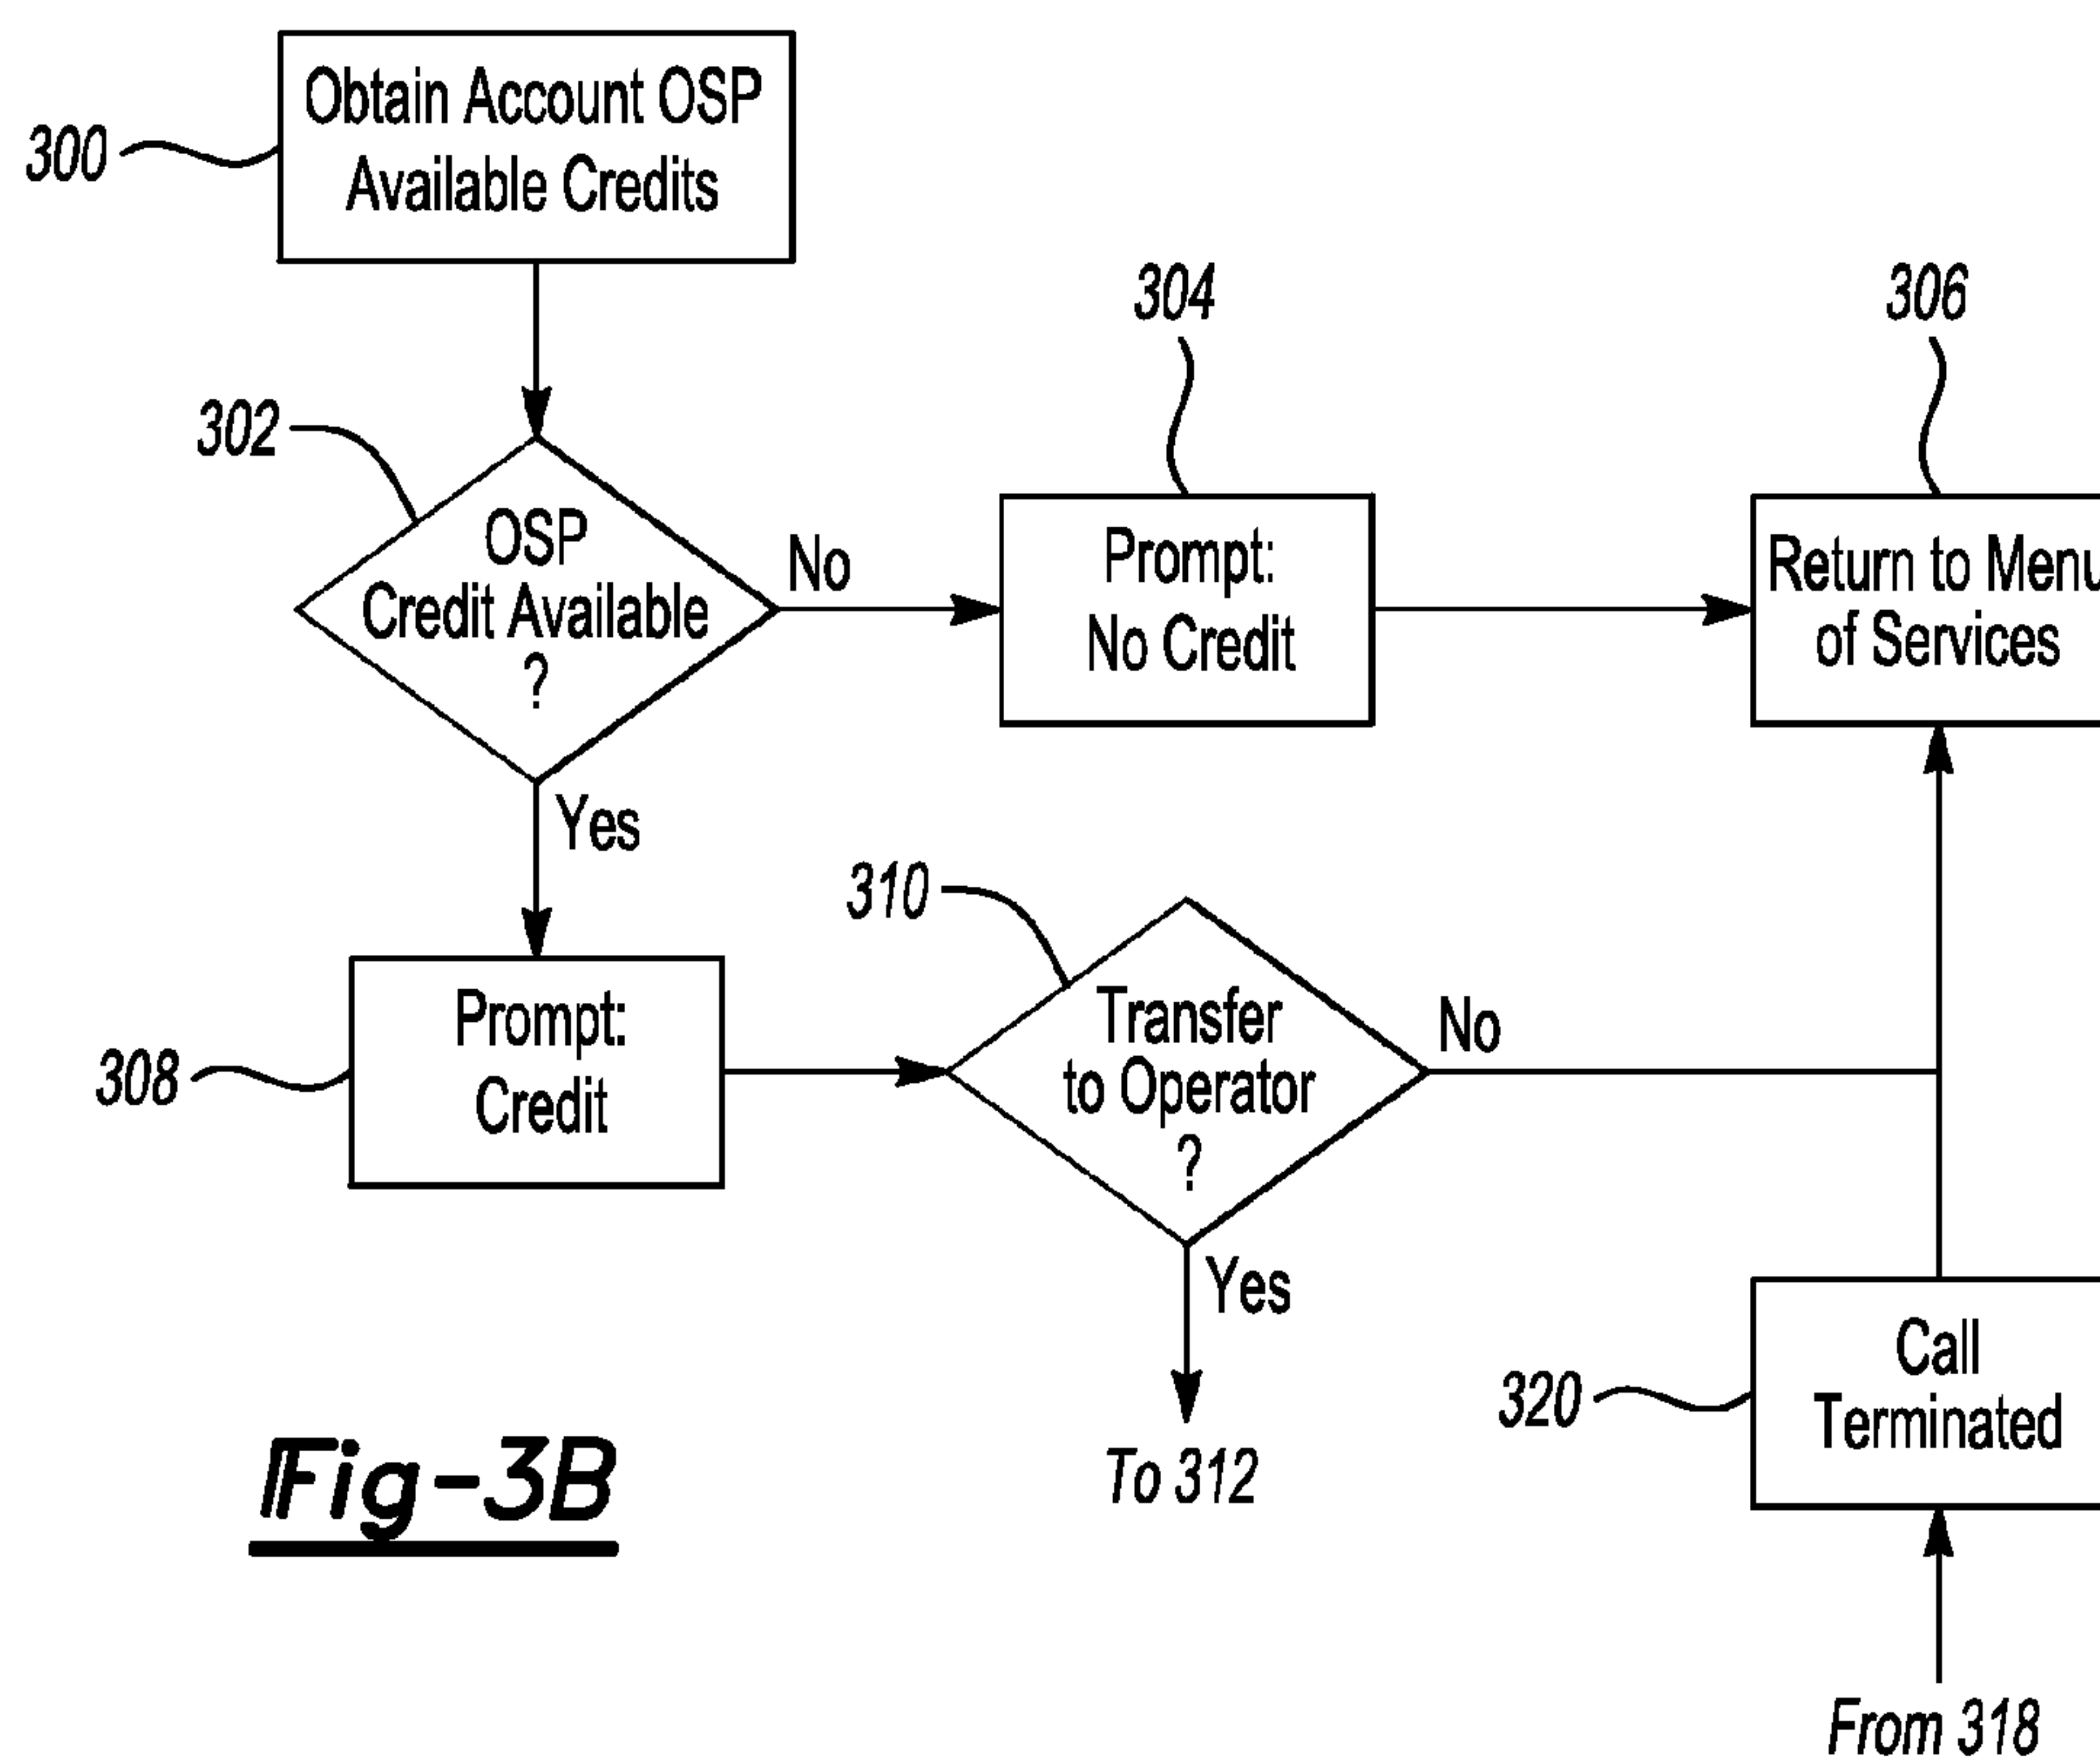 300
Obtain Account OSP
Available Credits
304
306
302
OSP
Credit Available
?
No
Prompt:
No Credit
Return to Menu
of Services
Yes
310
308
Prompt:
Credit
Transfer
to Operator
?
No
Yes
320
Call
Terminated
To 312
Fig-3B
From 318